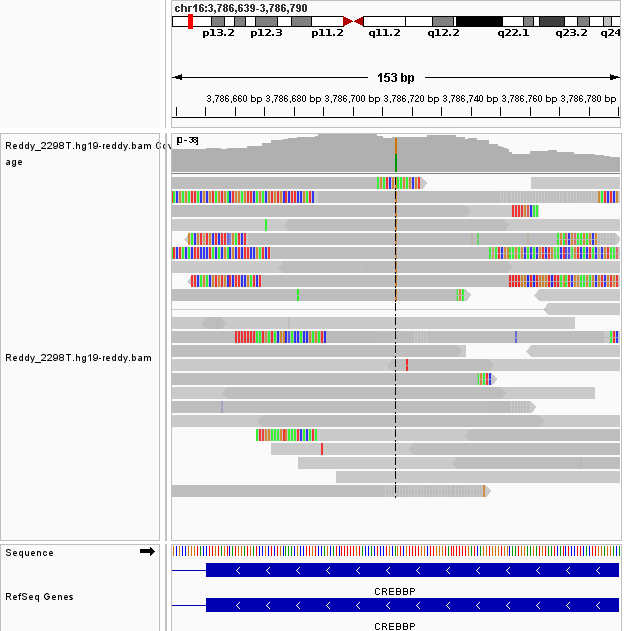 chr16:3,786,639-3,786,790
p13.2 p12.3 p11.2 q11.2 q12.2 q22.1 q23.2 q24
153 bp
3,786,660 bp 3,786,680 bp 3,786,700 bp 3,786,720 bp 3,786,740 bp 3,786,760 bp 3,786,780 bp
[0-38]
Reddy_2298T.hg19-reddy.bam Cov
age
Reddy_2298T.hg19-reddy.bam
Sequence
CREBBP
RefSeq Genes
CREBBP